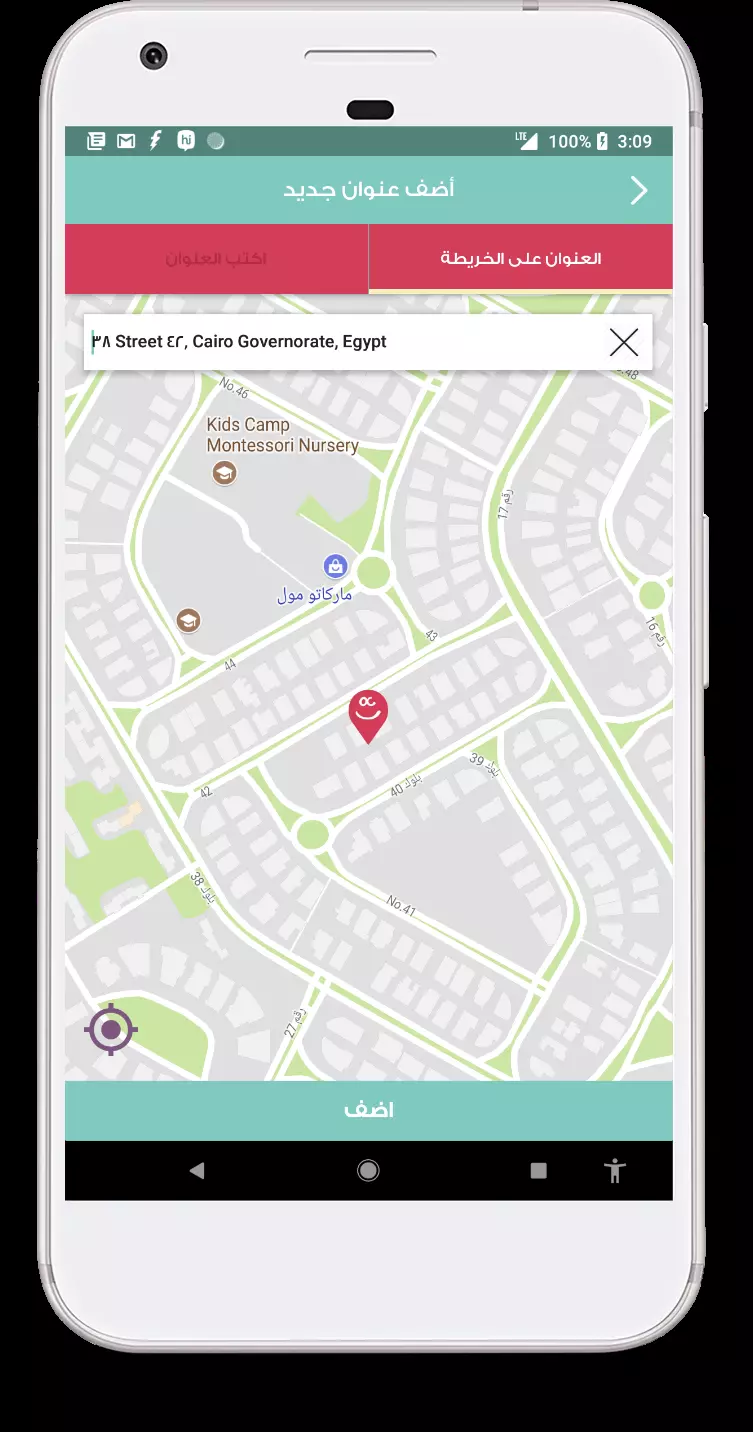 LTE 100% 3:09
أضف عنوان جديد
العنوان على الخريطة
اكتب العنوان
٣٨ Street ٤٢, Cairo Governorate, Egypt
No.46
Kids Camp
Montessori Nursery
رقم 17
ماركاتو مول
43
رقم 16
44
42
بلوك 39
بلوك 40
بلوك 38
No.41
رقم 27
اضف